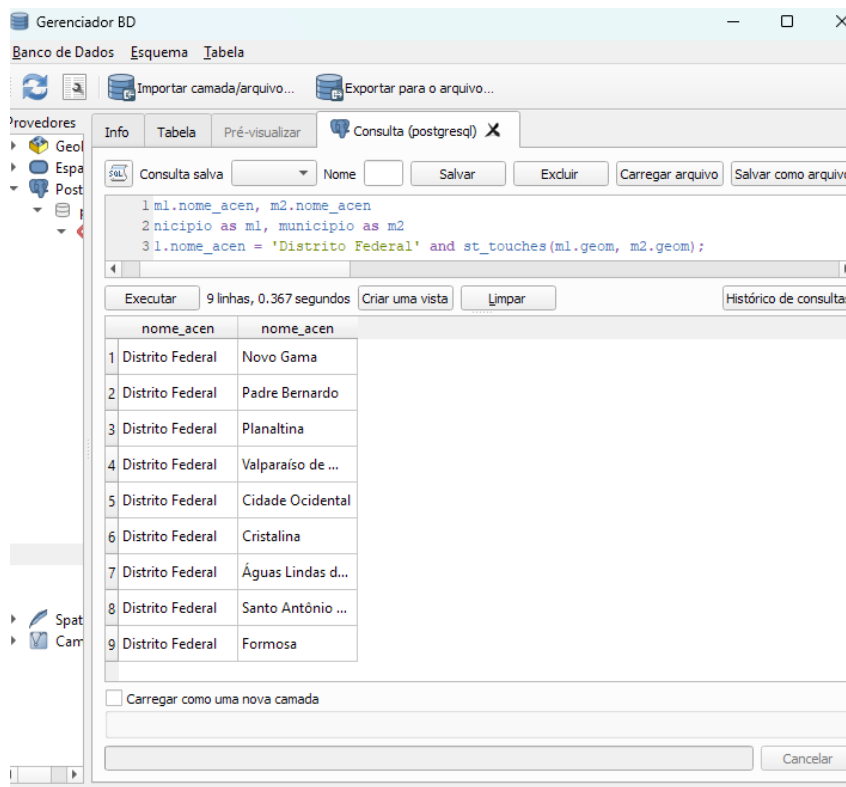 Gerenciador BD
Banco de Dados Esquema Tabela
Importar camada/arquivo... Exportar para o arquivo...
Provedores
Info Tabela Pré-visualizar Consulta (postgresql)
Geol
Espa
Post
Consulta salva Nome Salvar Excluir Carregar arquivo Salvar como arquivo
1 m1.nome_acen, m2.nome_acen
2 nicipio as m1, municipio as m2
3 1.nome_acen = 'Distrito Federal' and st_touches(m1.geom, m2.geom);
Executar 9 linhas, 0.367 segundos Criar uma vista Limpar Histórico de consultas
nome_acen nome_acen
1 Distrito Federal Novo Gama
2 Distrito Federal Padre Bernardo
3 Distrito Federal Planaltina
4 Distrito Federal Valparaíso de ...
5 Distrito Federal Cidade Ocidental
6 Distrito Federal Cristalina
7 Distrito Federal Águas Lindas d...
8 Distrito Federal Santo Antônio ...
9 Distrito Federal Formosa
Spat
Cam
Carregar como uma nova camada
Cancelar